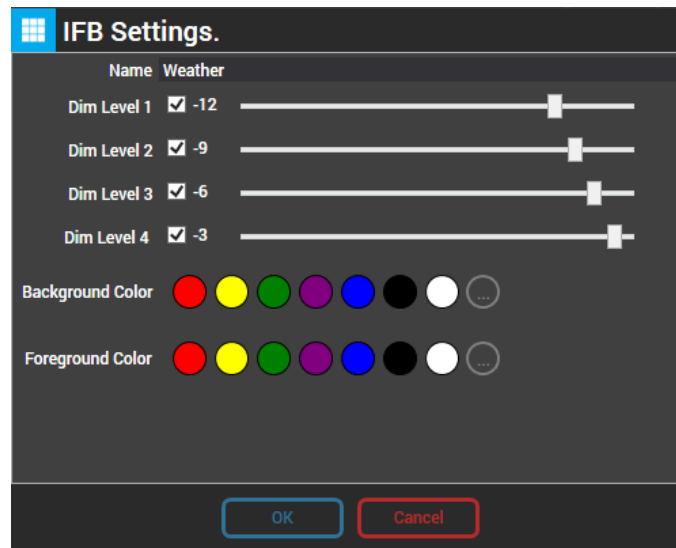 IFB Settings.
Name Weather
Dim Level 1 -12
Dim Level 2 -9
Dim Level 3 -6
Dim Level 4 -3
Background Color ...
Foreground Color ...
OK Cancel